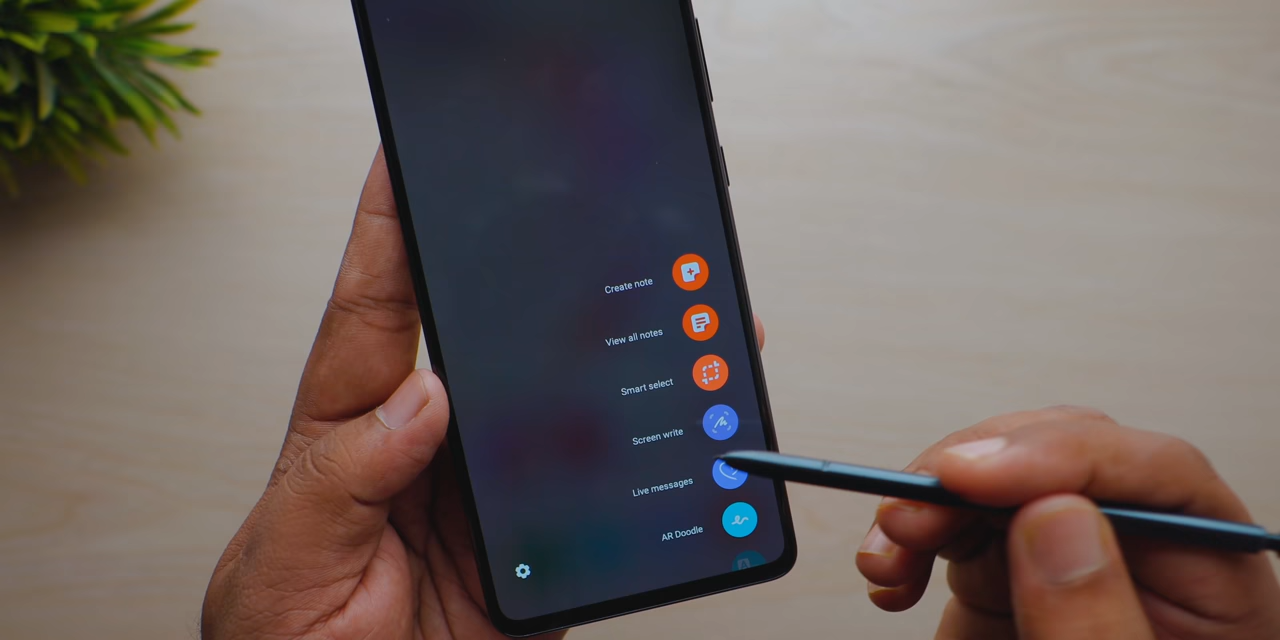 Create note
View all notes
Smart select
Screen write
Live messages
AR Doodle